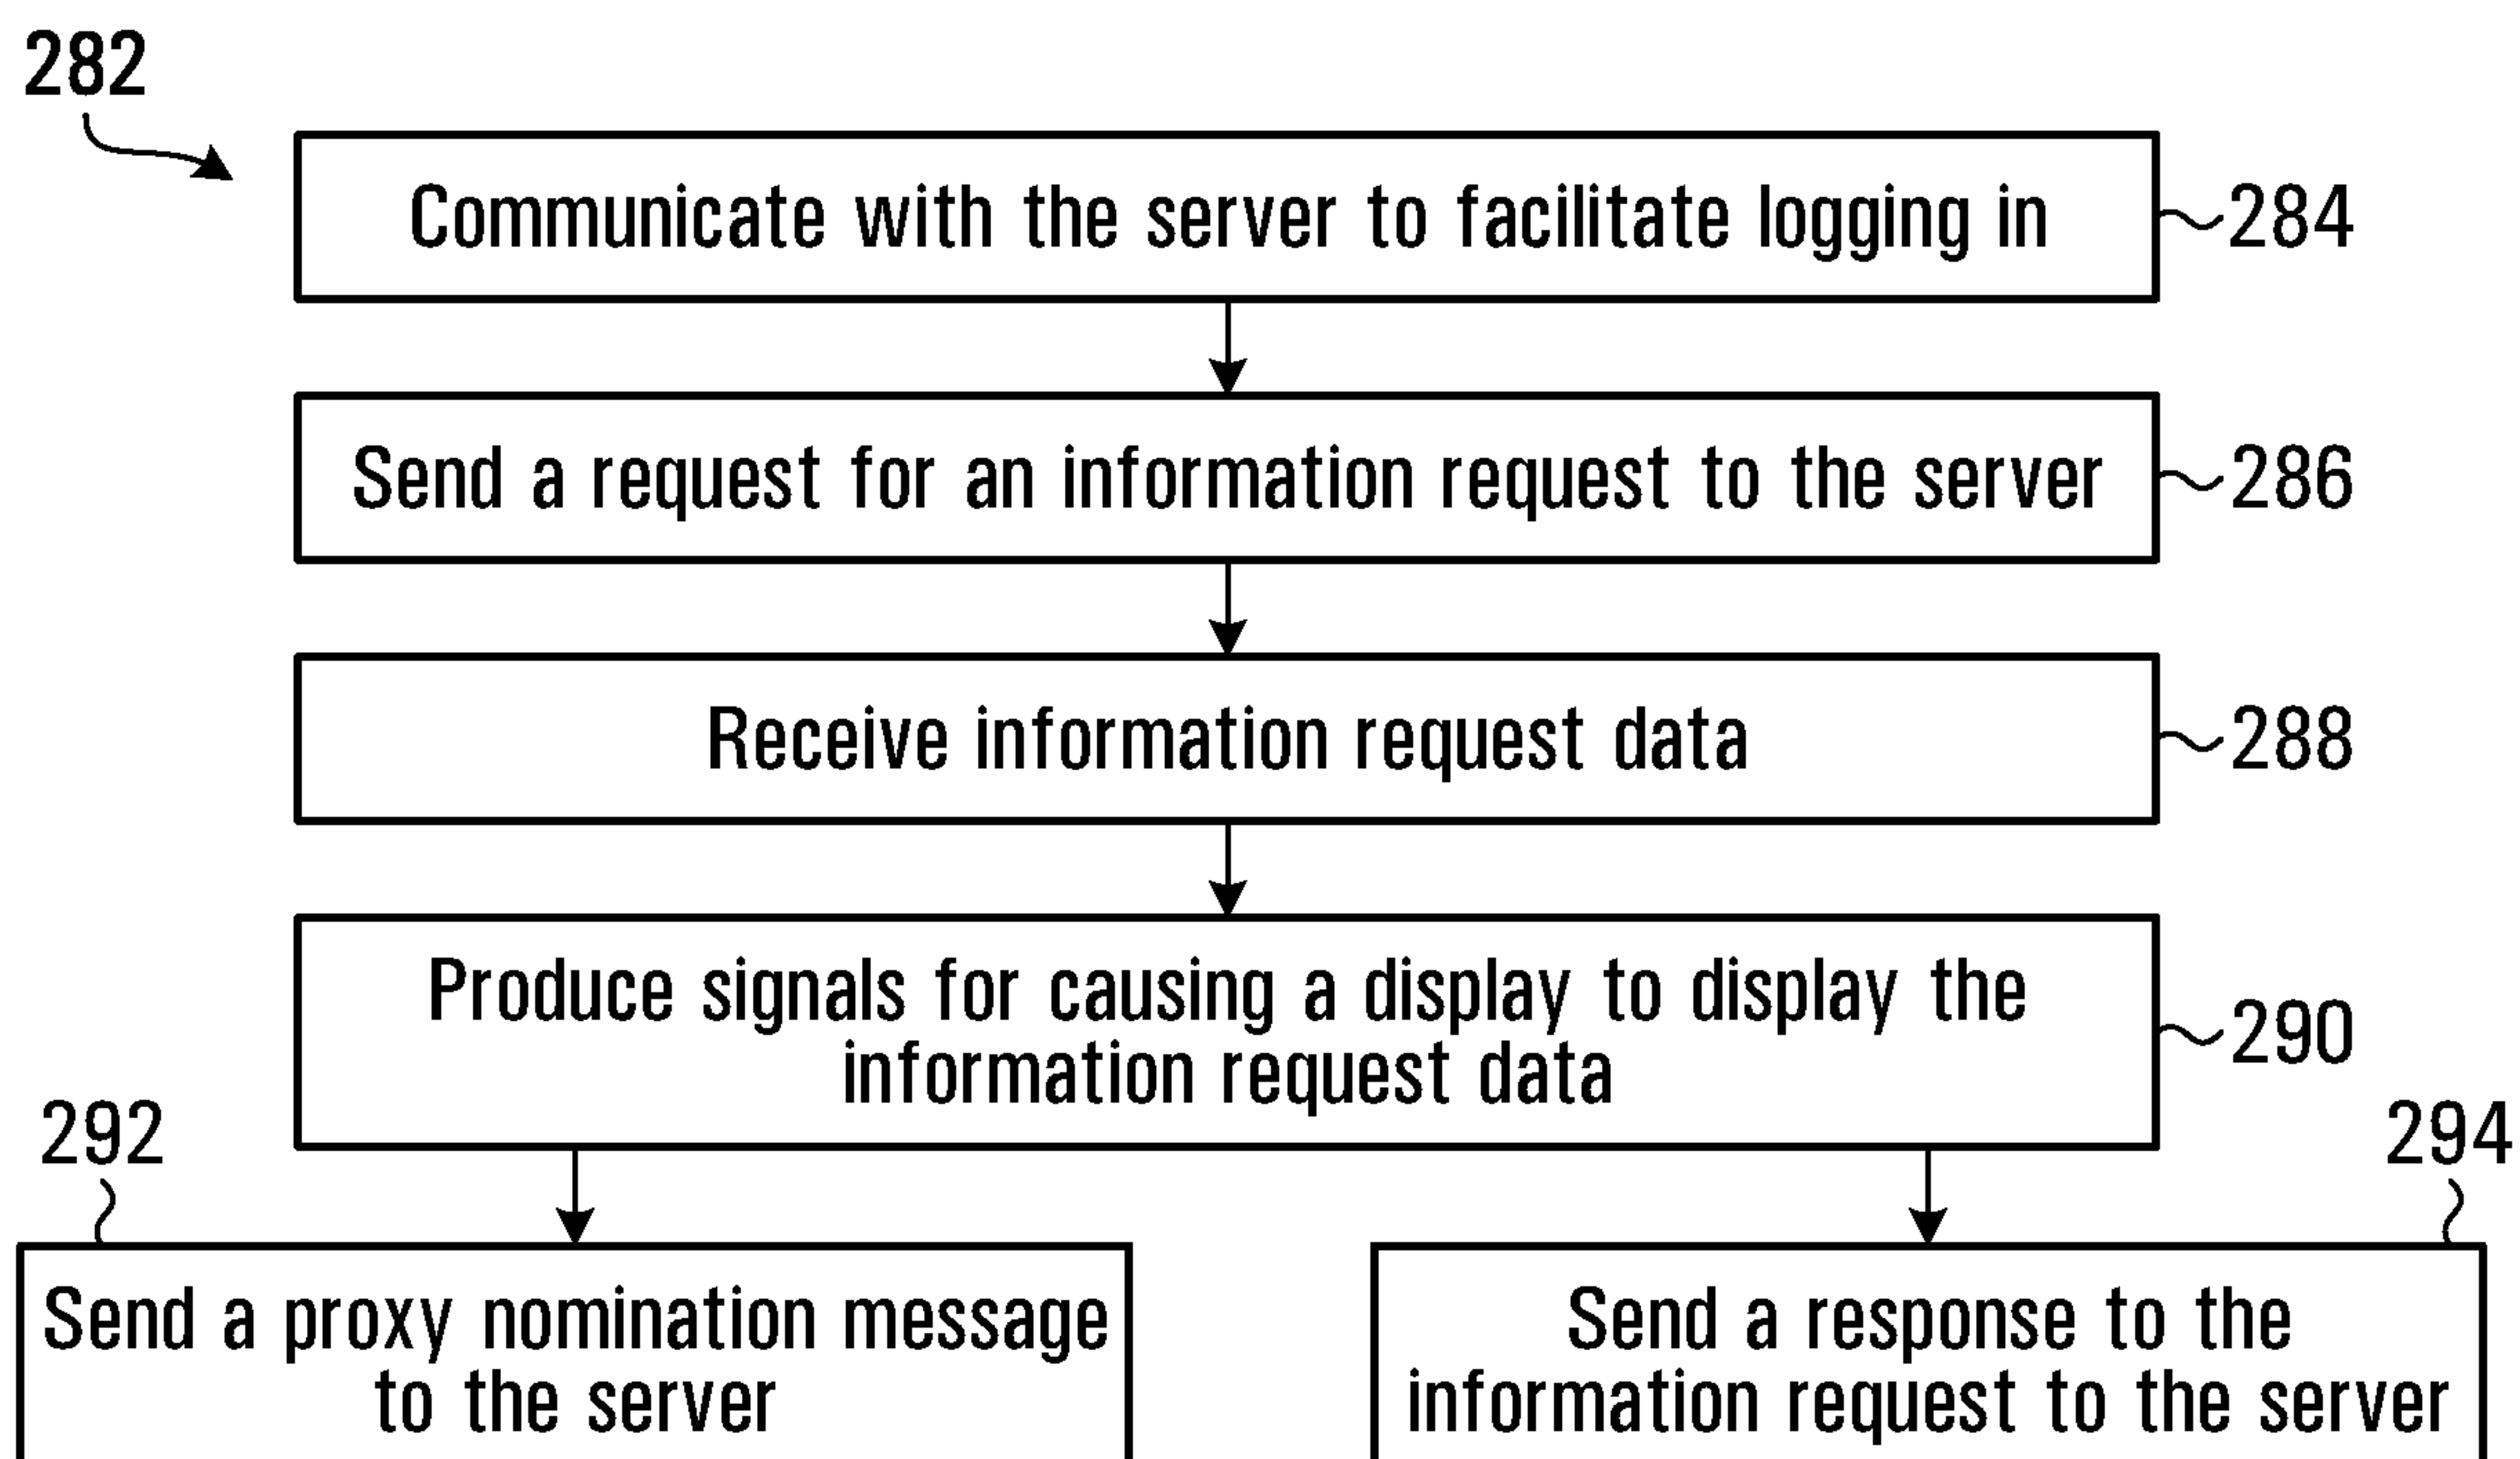 282
Communicate with the server to facilitate logging in
284
Send a request for an information request to the server
286
Receive information request data
288
Produce signals for causing a display to display the
information request data
290
292
294
Send a proxy nomination message
to the server
Send a response to the
information request to the server